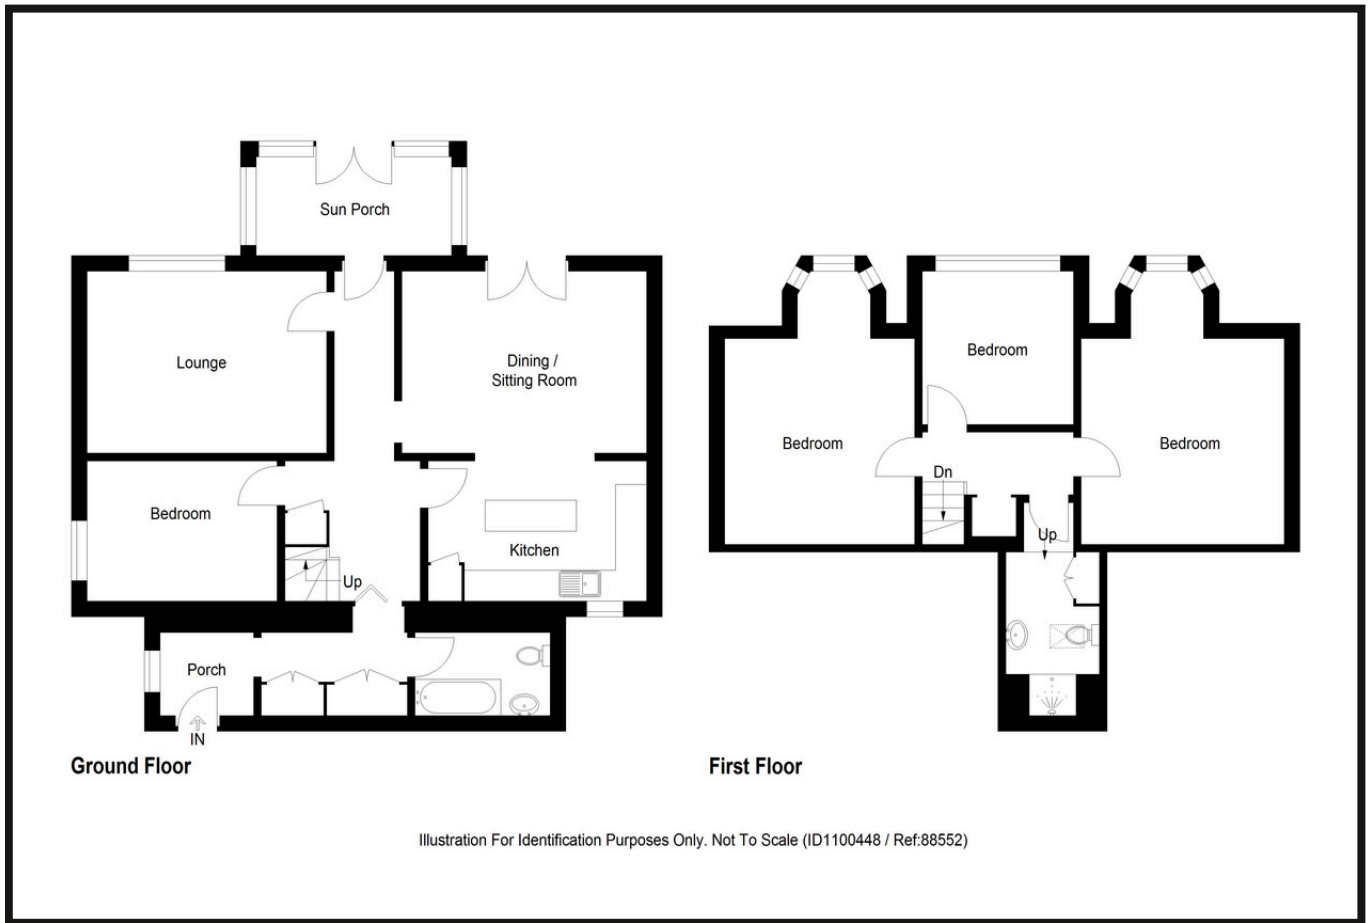 Sun Porch
Lounge
Dining /
Sitting Room
Bedroom
Kitchen
Up
Porch
IN
Ground Floor
Bedroom
Bedroom
Bedroom
Dn
Up
First Floor
Illustration For Identification Purposes Only. Not To Scale (ID1100448 / Ref:88552)